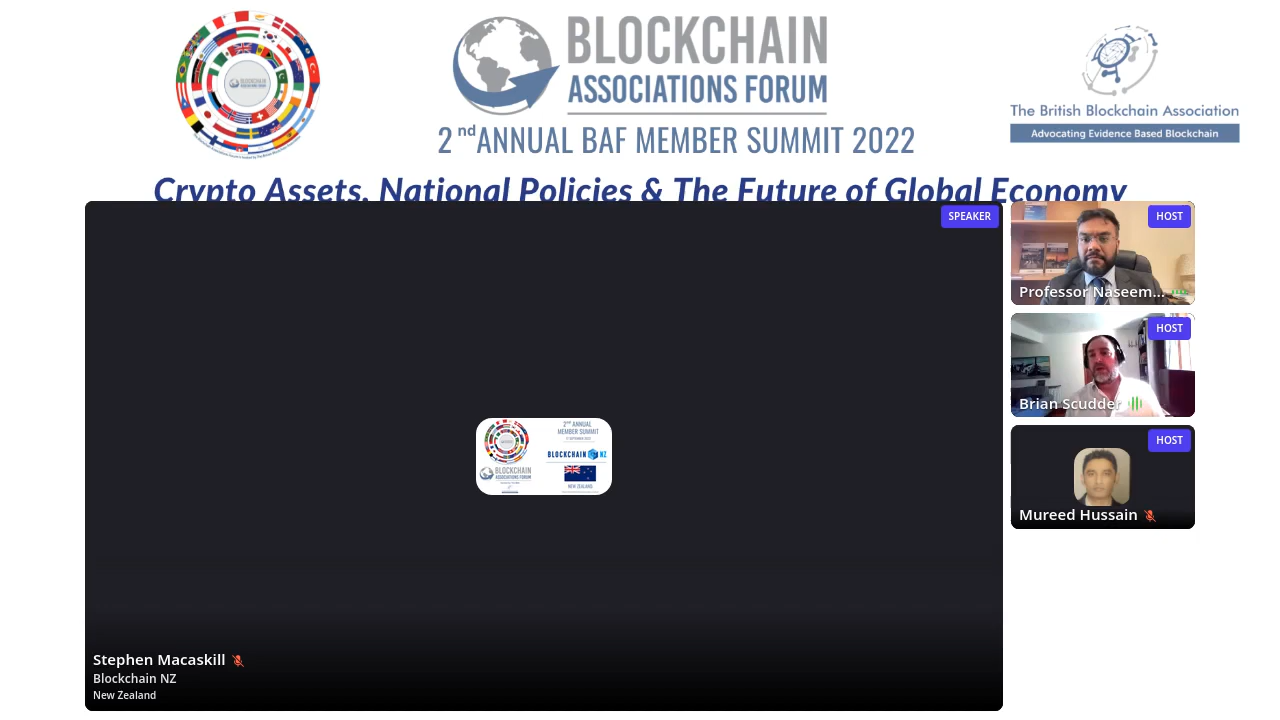 BLOCKCHAIN
ASSOCIATIONS FORUM
2nd ANNUAL BAF MEMBER SUMMIT 2022
The British Blockchain Association
Advocating Evidence Based Blockchain
Crypto Assets, National Policies & The Future of Global Economy
SPEAKER
HOST
Professor Naseem...
HOST
Brian Scudder
HOST
Mureed Hussain
2nd ANNUAL
MEMBER SUMMIT
BLOCKCHAIN NZ
BLOCKCHAIN
NEW ZEALAND
Stephen Macaskill
Blockchain NZ
New Zealand